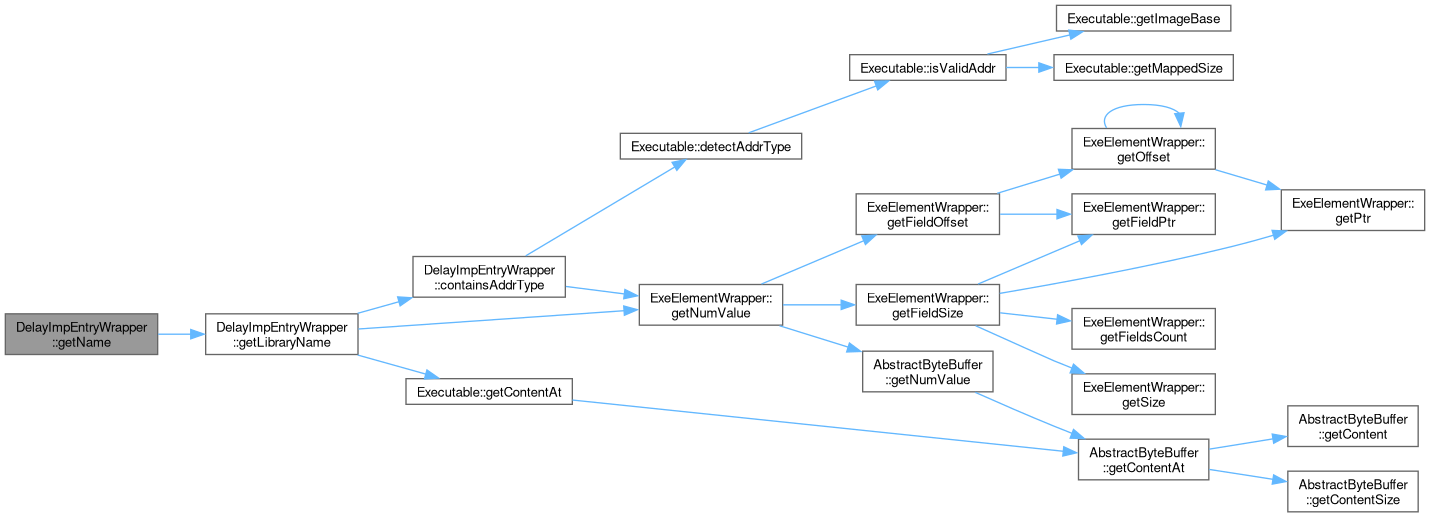 Executable::getImageBase
Executable::isValidAddr
Executable::getMappedSize
Executable::detectAddrType
ExeElementWrapper::
getOffset
ExeElementWrapper::
getFieldOffset
ExeElementWrapper::
getFieldPtr
ExeElementWrapper::
getPtr
DelayImpEntryWrapper
::containsAddrType
ExeElementWrapper::
getNumValue
ExeElementWrapper::
getFieldSize
DelayImpEntryWrapper
::getName
DelayImpEntryWrapper
::getLibraryName
ExeElementWrapper::
getFieldsCount
AbstractByteBuffer
::getNumValue
Executable::getContentAt
ExeElementWrapper::
getSize
AbstractByteBuffer
::getContentAt
AbstractByteBuffer
::getContent
AbstractByteBuffer
::getContentSize